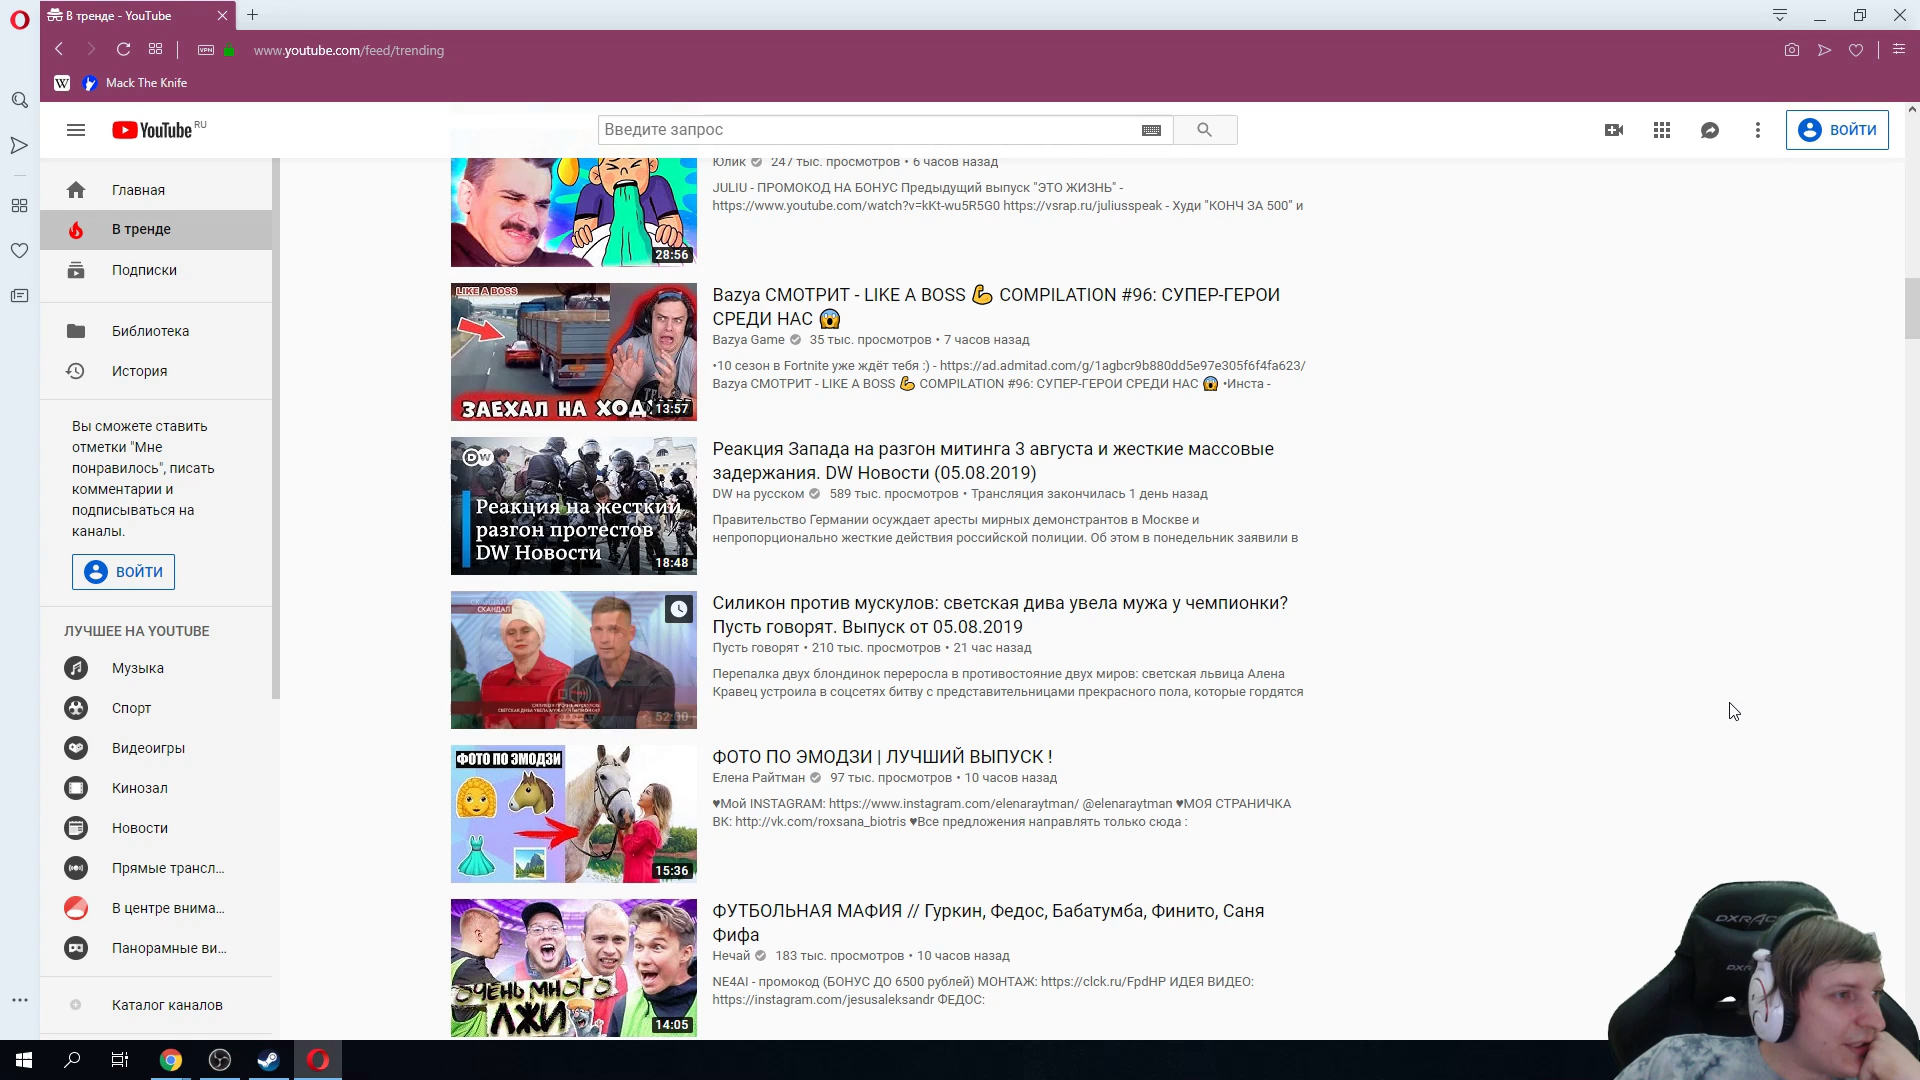 В тренде - YouTube
VPN
www.youtube.com/feed/trending
W
Mack The Knife
YouTube RU
Введите запрос
ВОЙТИ
Главная
В тренде
Подписки
Библиотека
История
Вы сможете ставить
отметки "Мне
понравилось", писать
комментарии и
подписываться на
каналы.
ВОЙТИ
ЛУЧШЕЕ НА YOUTUBE
Музыка
Спорт
Видеоигры
Кинозал
Новости
Прямые трансл...
В центре внима...
Панорамные ви...
Каталог каналов
28:56
Юлик 247 тыс. просмотров • 6 часов назад
JULIU - ПРОМОКОД НА БОНУС Предыдущий выпуск "ЭТО ЖИЗНЬ" -
https://www.youtube.com/watch?v=kKt-wu5R5G0 https://vsrap.ru/juliusspeak - Худи "КОНЧ ЗА 500" и
LIKE A BOSS
ЗАЕХАЛ НА ХОД
13:57
Bazya СМОТРИТ - LIKE A BOSS 💪 COMPILATION #96: СУПЕР-ГЕРОИ
СРЕДИ НАС 😱
Bazya Game 35 тыс. просмотров • 7 часов назад
•10 сезон в Fortnite уже ждёт тебя :) - https://ad.admitad.com/g/1agbcr9b880dd5e97e305f6f4fa623/
Bazya СМОТРИТ - LIKE A BOSS 💪 COMPILATION #96: СУПЕР-ГЕРОИ СРЕДИ НАС 😱 •Инста -
DW
Реакция на жесткий
разгон протестов
DW Новости
18:48
Реакция Запада на разгон митинга 3 августа и жесткие массовые
задержания. DW Новости (05.08.2019)
DW на русском 589 тыс. просмотров • Трансляция закончилась 1 день назад
Правительство Германии осуждает аресты мирных демонстрантов в Москве и
непропорционально жесткие действия российской полиции. Об этом в понедельник заявили в
СКАНДАЛ
52:00
Силикон против мускулов: светская дива увела мужа у чемпионки?
Пусть говорят. Выпуск от 05.08.2019
Пусть говорят • 210 тыс. просмотров • 21 час назад
Перепалка двух блондинок переросла в противостояние двух миров: светская львица Алена
Кравец устроила в соцсетях битву с представительницами прекрасного пола, которые гордятся
ФОТО ПО ЭМОДЗИ
15:36
ФОТО ПО ЭМОДЗИ | ЛУЧШИЙ ВЫПУСК !
Елена Райтман 97 тыс. просмотров • 10 часов назад
♥Мой INSTAGRAM: https://www.instagram.com/elenaraytman/ @elenaraytman ♥МОЯ СТРАНИЧКА
ВК: http://vk.com/roxsana_biotris ♥Все предложения направлять только сюда :
ОЧЕНЬ МНОГО
ЛЖИ
14:05
ФУТБОЛЬНАЯ МАФИЯ // Гуркин, Федос, Бабатумба, Финито, Саня
Фифа
Нечай 183 тыс. просмотров • 10 часов назад
NE4AI - промокод (БОНУС ДО 6500 рублей) МОНТАЖ: https://clck.ru/FpdHP ИДЕЯ ВИДЕО:
https://instagram.com/jesusaleksandr ФЕДОС: